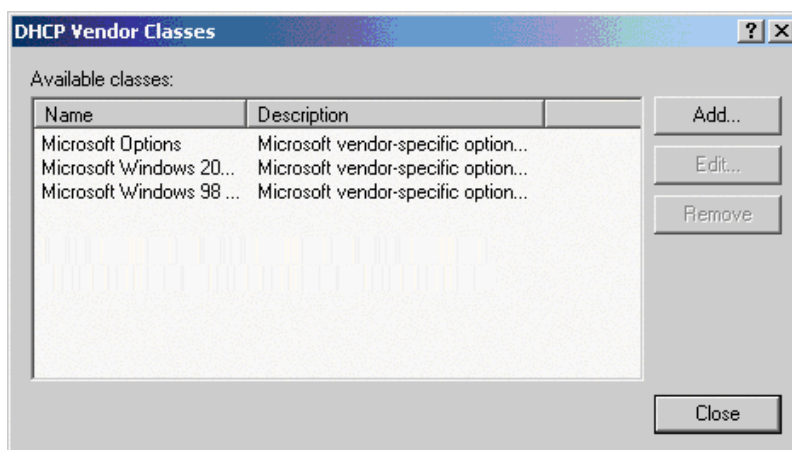 DHCP Vendor Classes
Available classes:
Name Description
Microsoft Options Microsoft vendor-specific option...
Microsoft Windows 20... Microsoft vendor-specific option...
Microsoft Windows 98 ... Microsoft vendor-specific option...
Add...
Edit...
Remove
Close